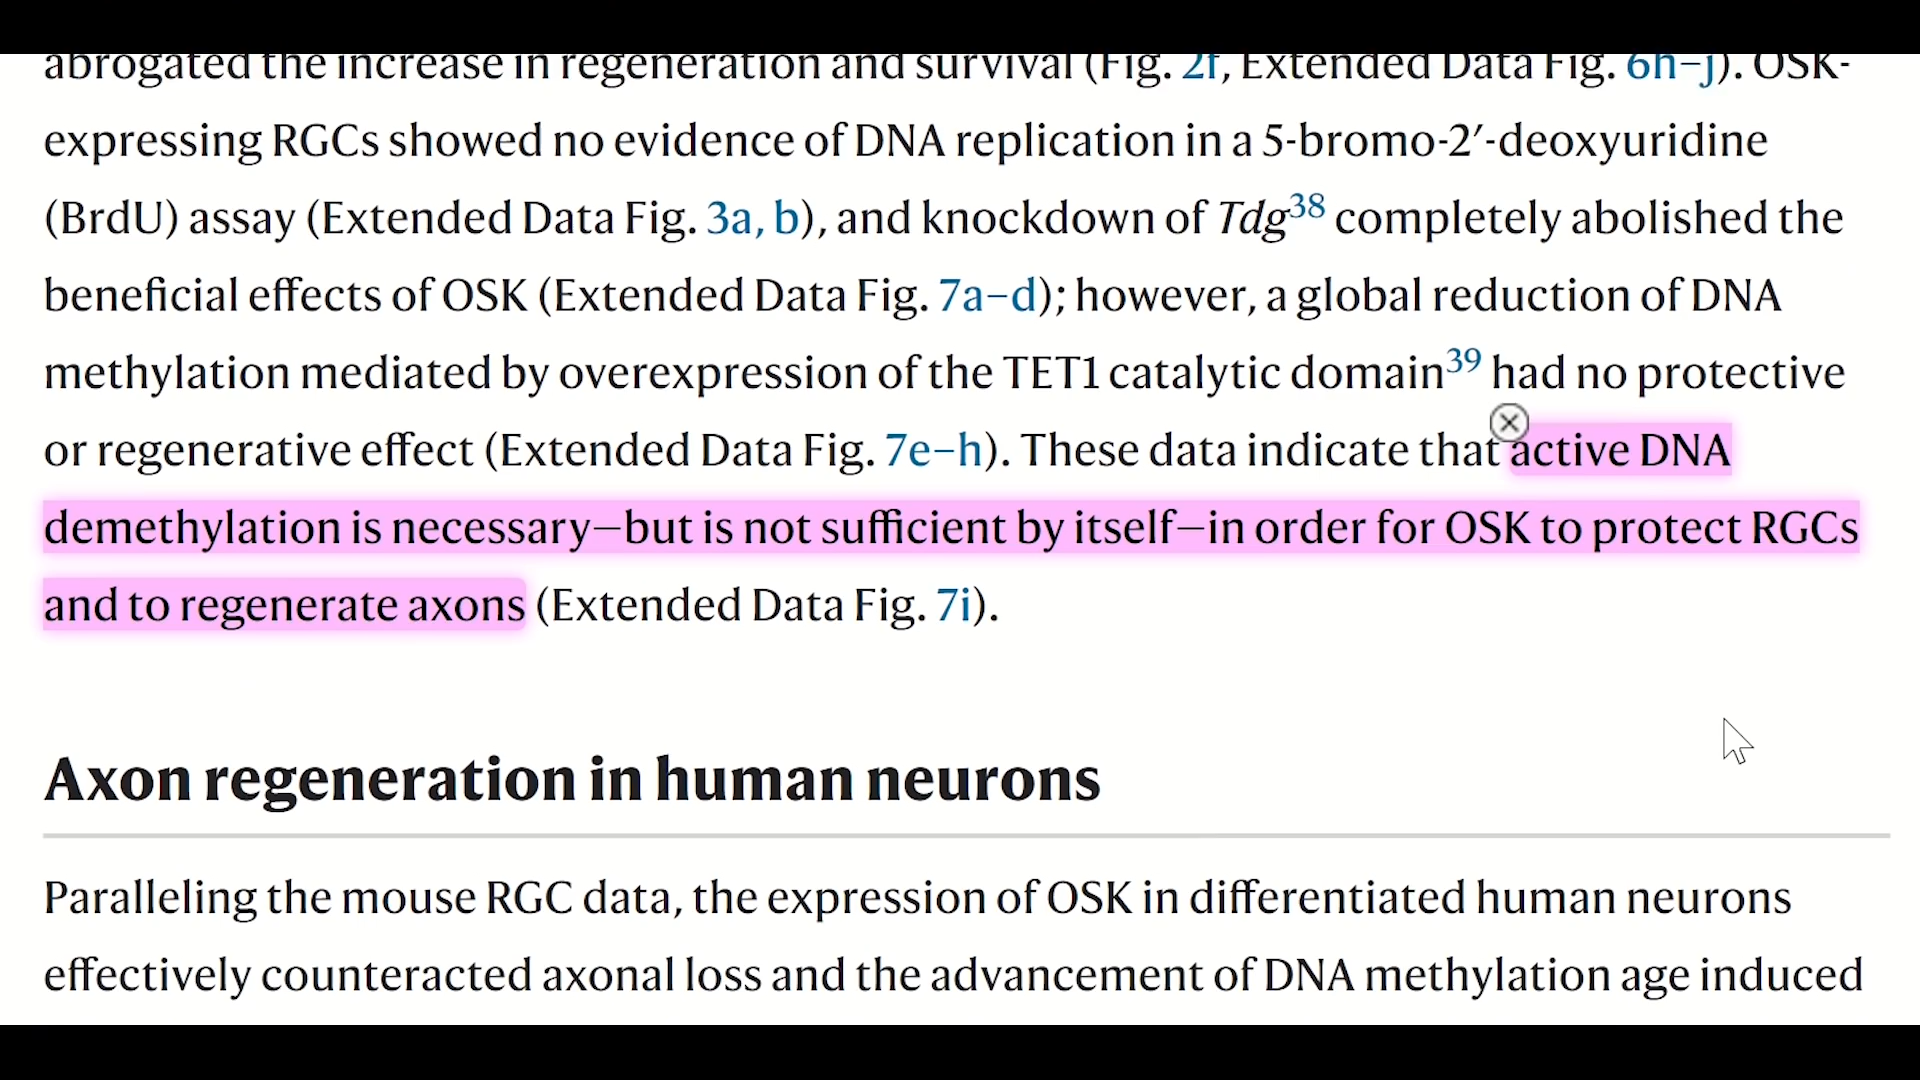 abrogated the increase in regeneration and survival (Fig. 2f, Extended Data Fig. 6h–j). OSK-
expressing RGCs showed no evidence of DNA replication in a 5-bromo-2′-deoxyuridine
(BrdU) assay (Extended Data Fig. 3a, b), and knockdown of Tdg38 completely abolished the
beneficial effects of OSK (Extended Data Fig. 7a–d); however, a global reduction of DNA
methylation mediated by overexpression of the TET1 catalytic domain39 had no protective
or regenerative effect (Extended Data Fig. 7e–h). These data indicate that active DNA
demethylation is necessary—but is not sufficient by itself—in order for OSK to protect RGCs
and to regenerate axons (Extended Data Fig. 7i).
Axon regeneration in human neurons
Paralleling the mouse RGC data, the expression of OSK in differentiated human neurons
effectively counteracted axonal loss and the advancement of DNA methylation age induced